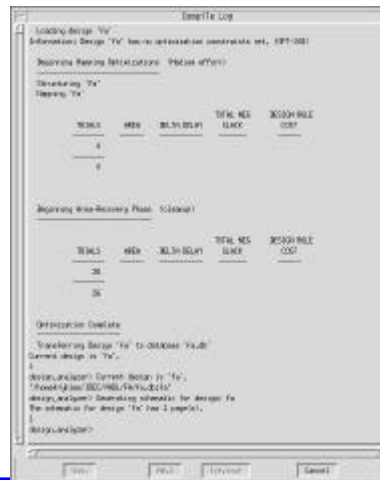 Compile Log
Loading design 'fa'
Information: Design 'fa' has no optimization constraints set. (OPT-108)
Beginning Mapping Optimizations (Medium effort)
Structuring 'fa'
Mapping 'fa'
TOTAL NEG DESIGN RULE
TRIALS AREA DELTA DELAY SLACK COST
Beginning Area-Recovery Phase (cleanup)
TOTAL NEG DESIGN RULE
TRIALS AREA DELTA DELAY SLACK COST
Optimization Complete
Transferring Design 'fa' to database 'fa.db'
Current design is 'fa'.
design_analyzer> Current design is 'fa'.
design_analyzer> Generating schematic for design: fa
The schematic for design 'fa' has 1 page(s).
1
design_analyzer>
Next Previous Cancel